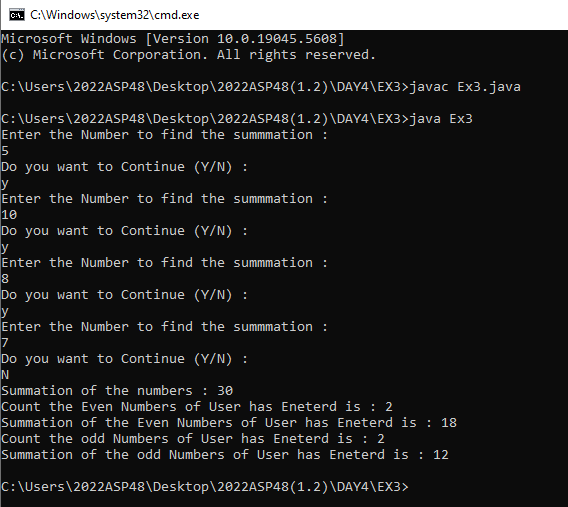 C:\Windows\system32\cmd.exe
Microsoft Windows [Version 10.0.19045.5608]
(c) Microsoft Corporation. All rights reserved.
C:\Users\2022ASP48\Desktop\2022ASP48(1.2)\DAY4\EX3>javac Ex3.java
C:\Users\2022ASP48\Desktop\2022ASP48(1.2)\DAY4\EX3>java Ex3
Enter the Number to find the summmation :
5
Do you want to Continue (Y/N) :
y
Enter the Number to find the summmation :
10
Do you want to Continue (Y/N) :
y
Enter the Number to find the summmation :
8
Do you want to Continue (Y/N) :
y
Enter the Number to find the summmation :
7
Do you want to Continue (Y/N) :
N
Summation of the numbers : 30
Count the Even Numbers of User has Eneterd is : 2
Summation of the Even Numbers of User has Eneterd is : 18
Count the odd Numbers of User has Eneterd is : 2
Summation of the odd Numbers of User has Eneterd is : 12
C:\Users\2022ASP48\Desktop\2022ASP48(1.2)\DAY4\EX3>